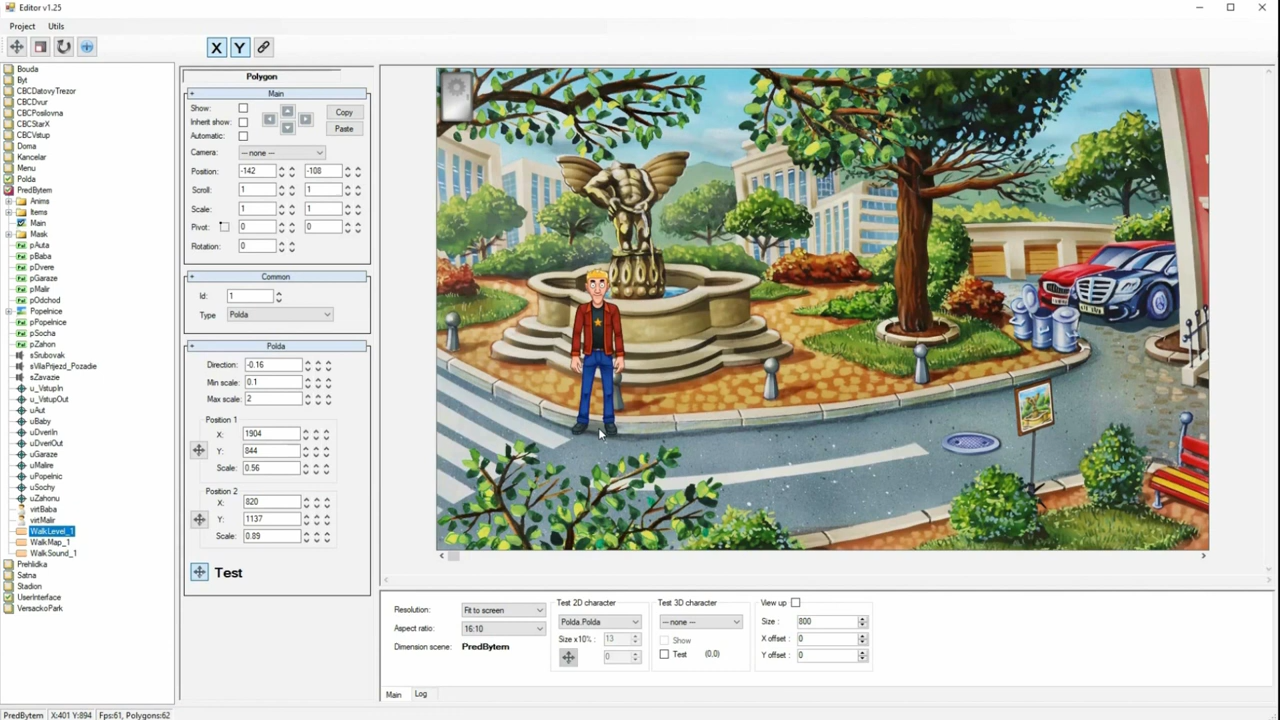 Editor v1.25
Project Utils
X Y
Bouda
Byt
CBCDatovyTrezor
CBCDvur
CBCPosilovna
CBCStarX
CBCVstup
Doma
Kancelar
Menu
Polda
PredBytem
Anims
Items
Main
Mask
pAuta
pBaba
pDvere
pGaraze
pMalir
pOdchod
Popelnice
pPopelnice
pSocha
pZahon
sSrubovak
sVilaPrijezd_Pozadie
sZavazie
u_VstupIn
u_VstupOut
uAut
uBaby
uDverIn
uDverOut
uGaraze
uMalire
uPopelnic
uSochy
uZahonu
virtBaba
virtMalir
WalkLevel_1
WalkMap_1
WalkSound_1
Prehlidka
Satna
Stadion
UserInterface
VersackoPark
Polygon
Main
Show:
Copy
Inherit show:
Automatic:
Paste
Camera: --- none ---
Position: -142 -108
Scroll: 1 1
Scale: 1 1
Pivot: 0 0
Rotation: 0
Common
Id: 1
Type Polda
Polda
Direction: -0.16
Min scale: 0.1
Max scale: 2
Position 1
X: 1904
Y: 844
Scale: 0.56
Position 2
X: 820
Y: 1137
Scale: 0.89
Test
Resolution: Fit to screen
Aspect ratio: 16:10
Dimension scene: PredBytem
Test 2D character
Polda.Polda
Size x10% : 13
0
Test 3D character
--- none ---
Show
Test (0,0)
View up
Size : 800
X offset : 0
Y offset : 0
Main Log
PredBytem X:401 Y:894 Fps:61, Polygons:62